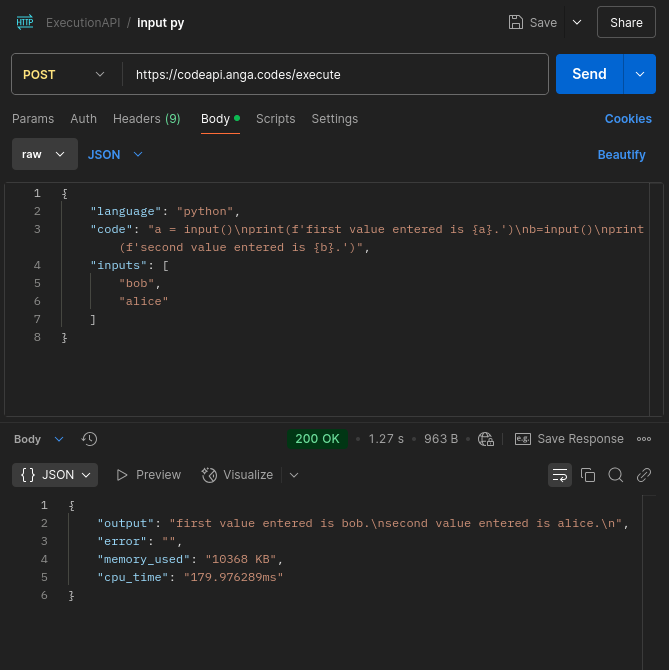 HTTP ExecutionAPI / input py Save Share
POST https://codeapi.anga.codes/execute Send
Params Auth Headers (9) Body Scripts Settings Cookies
raw JSON Beautify
1 {
2 "language": "python",
3 "code": "a = input()\nprint(f'first value entered is {a}.')\nb=input()\nprint
(f'second value entered is {b}.')",
4 "inputs": [
5 "bob",
6 "alice"
7 ]
8 }
Body 200 OK • 1.27 s • 963 B e.g. Save Response
{ } JSON Preview Visualize
1 {
2 "output": "first value entered is bob.\nsecond value entered is alice.\n",
3 "error": "",
4 "memory_used": "10368 KB",
5 "cpu_time": "179.976289ms"
6 }